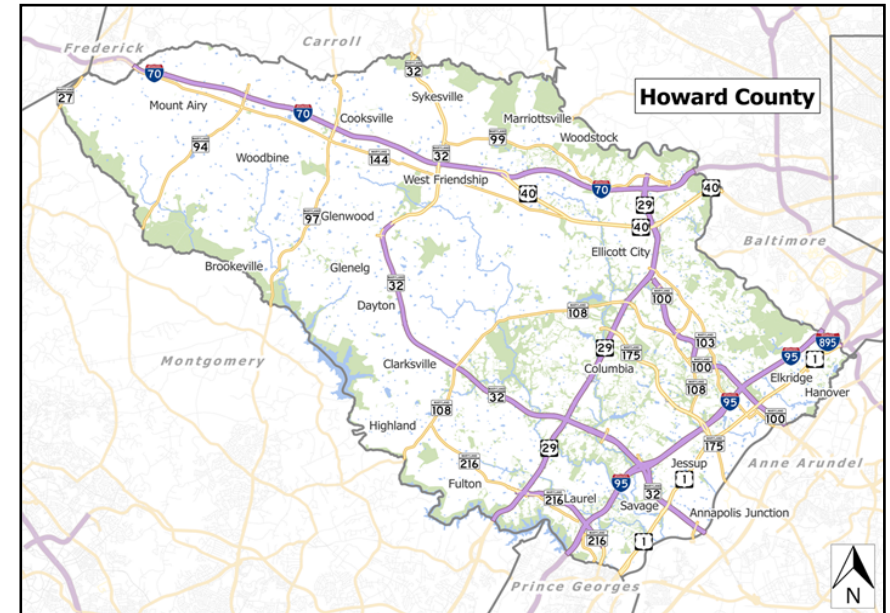 Frederick
Carroll
Howard County
70
32
27
Mount Airy
Sykesville
70
Cooksville
Marriottsville
Woodstock
94
99
Woodbine
144
32
West Friendship
40
70
40
29
97
Glenwood
40
Ellicott City
Baltimore
Brookeville
Glenelg
32
100
Dayton
108
103
895
Montgomery
29
175
95
1
Clarksville
Columbia
100
Elkridge
32
108
Hanover
95
108
100
Highland
29
175
216
Jessup
Anne Arundel
Fulton
95
1
216
Laurel
32
Savage
Annapolis Junction
216
1
Prince Georges
N